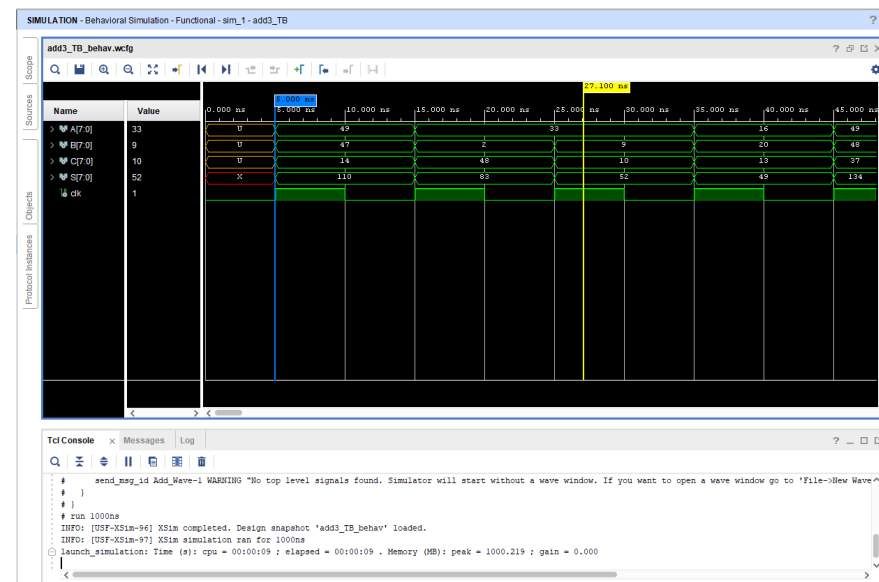 SIMULATION - Behavioral Simulation - Functional - sim_1 - add3_TB
?
add3_TB_behav.wcfg
?
Scope
Sources
Objects
Protocol Instances
27.100 ns
5.000 ns
Name Value
0.000 ns 5.000 ns 10.000 ns 15.000 ns 20.000 ns 25.000 ns 30.000 ns 35.000 ns 40.000 ns 45.000 ns
A[7:0] 33 U 49 33 16 49
B[7:0] 9 U 47 2 9 20 48
C[7:0] 10 U 14 48 10 13 37
S[7:0] 52 X 110 83 52 49 134
clk 1
Tcl Console × Messages Log
?
# send_msg_id Add_Wave-1 WARNING "No top level signals found. Simulator will start without a wave window. If you want to open a wave window go to 'File->New Wave
# }
# }
# run 1000ns
INFO: [USF-XSim-96] XSim completed. Design snapshot 'add3_TB_behav' loaded.
INFO: [USF-XSim-97] XSim simulation ran for 1000ns
launch_simulation: Time (s): cpu = 00:00:09 ; elapsed = 00:00:09 . Memory (MB): peak = 1000.219 ; gain = 0.000